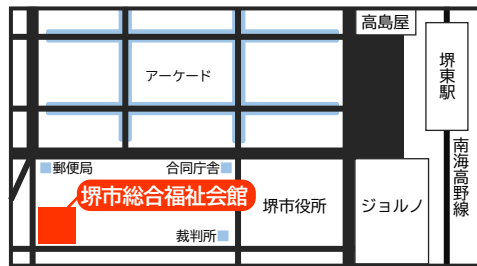 高島屋
堺東駅
アーケード
南海高野線
郵便局
合同庁舎
堺市総合福祉会館
堺市役所
ジョルノ
裁判所